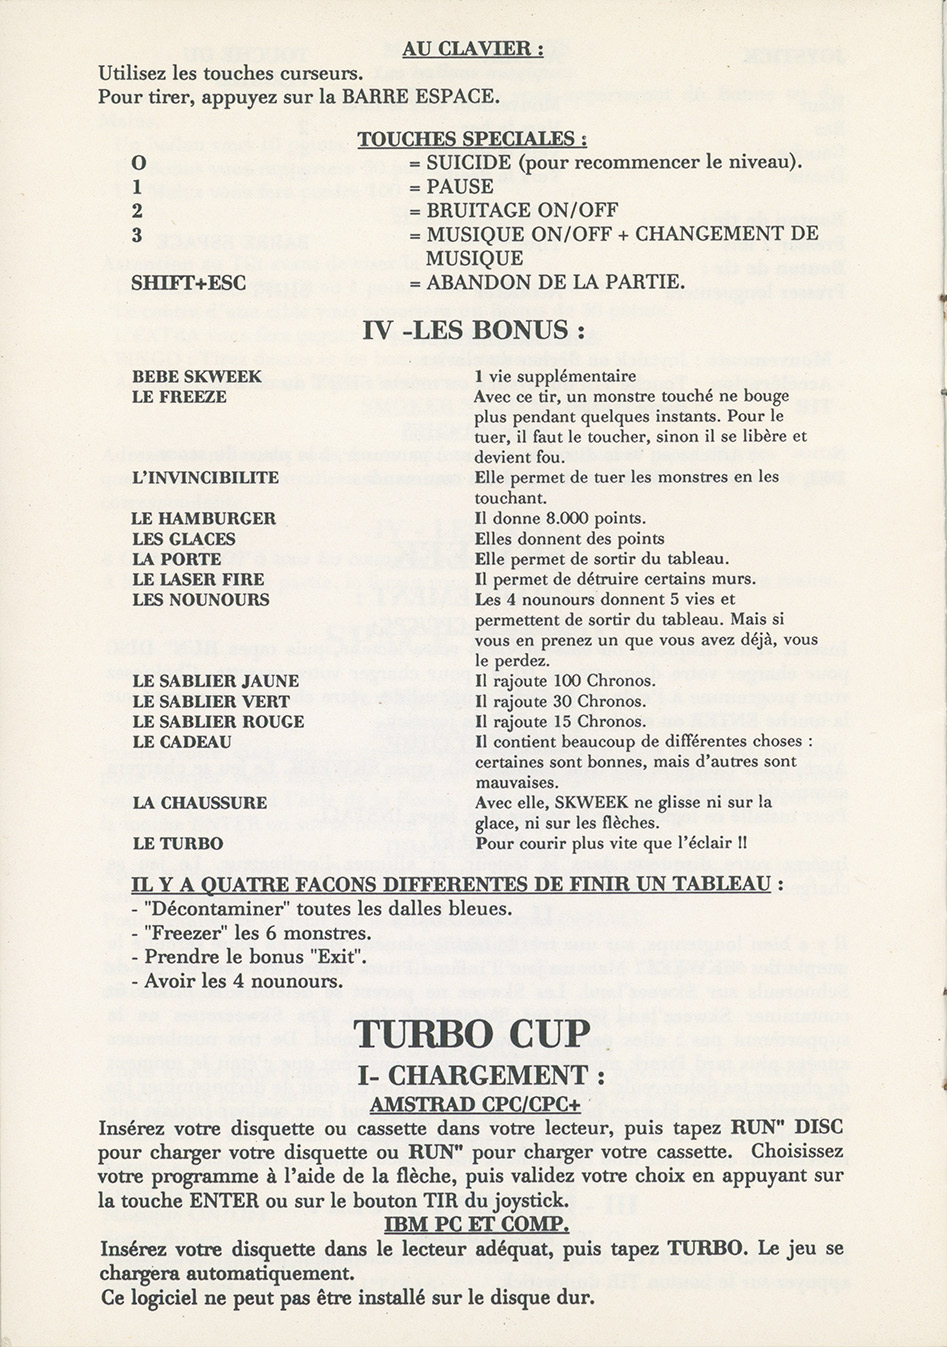 AU CLAVIER :
Utilisez les touches curseurs.
Pour tirer, appuyez sur la BARRE ESPACE.
TOUCHES SPECIALES :
O = SUICIDE (pour recommencer le niveau).
1 = PAUSE
2 = BRUITAGE ON/OFF
3 = MUSIQUE ON/OFF + CHANGEMENT DE
MUSIQUE
SHIFT+ESC = ABANDON DE LA PARTIE.
IV -LES BONUS :
BEBE SKWEEK 1 vie supplémentaire
LE FREEZE Avec ce tir, un monstre touché ne bouge
plus pendant quelques instants. Pour le
tuer, il faut le toucher, sinon il se libère et
devient fou.
L'INVINCIBILITE Elle permet de tuer les monstres en les
touchant.
LE HAMBURGER Il donne 8.000 points.
LES GLACES Elles donnent des points
LA PORTE Elle permet de sortir du tableau.
LE LASER FIRE Il permet de détruire certains murs.
LES NOUNOURS Les 4 nounours donnent 5 vies et
permettent de sortir du tableau. Mais si
vous en prenez un que vous avez déjà, vous
le perdez.
LE SABLIER JAUNE Il rajoute 100 Chronos.
LE SABLIER VERT Il rajoute 30 Chronos.
LE SABLIER ROUGE Il rajoute 15 Chronos.
LE CADEAU Il contient beaucoup de différentes choses :
certaines sont bonnes, mais d'autres sont
mauvaises.
LA CHAUSSURE Avec elle, SKWEEK ne glisse ni sur la
glace, ni sur les flèches.
LE TURBO Pour courir plus vite que l'éclair !!
IL Y A QUATRE FACONS DIFFERENTES DE FINIR UN TABLEAU :
- "Décontaminer" toutes les dalles bleues.
- "Freezer" les 6 monstres.
- Prendre le bonus "Exit".
- Avoir les 4 nounours.
TURBO CUP
I- CHARGEMENT :
AMSTRAD CPC/CPC+
Insérez votre disquette ou cassette dans votre lecteur, puis tapez RUN" DISC
pour charger votre disquette ou RUN" pour charger votre cassette. Choisissez
votre programme à l'aide de la flèche, puis validez votre choix en appuyant sur
la touche ENTER ou sur le bouton TIR du joystick.
IBM PC ET COMP.
Insérez votre disquette dans le lecteur adéquat, puis tapez TURBO. Le jeu se
chargera automatiquement.
Ce logiciel ne peut pas être installé sur le disque dur.